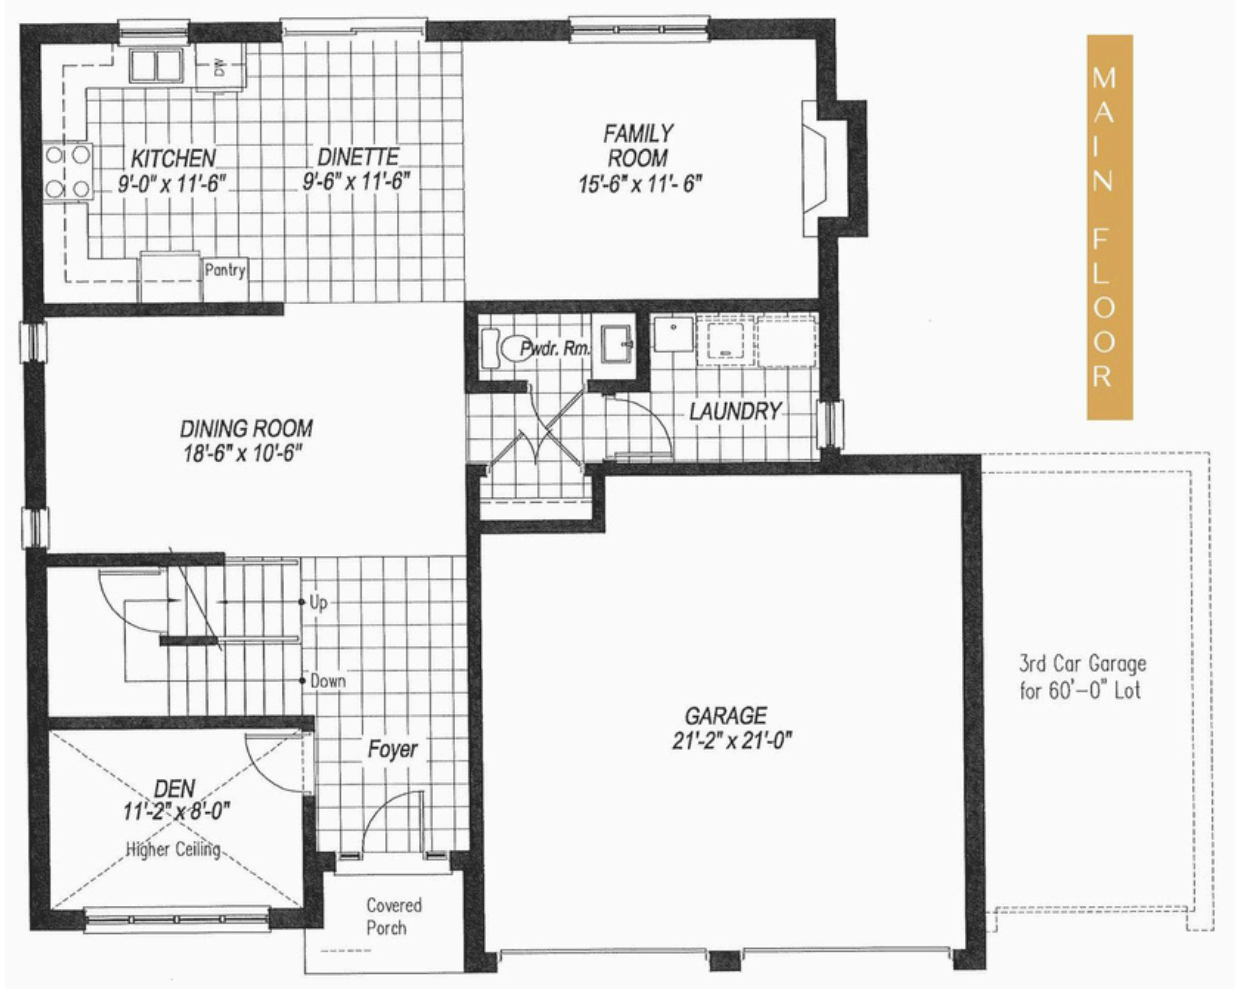 DW
KITCHEN
9'-0" x 11'-6"
DINETTE
9'-6" x 11'-6"
FAMILY
ROOM
15'-6" x 11'- 6"
MAIN FLOOR
Pantry
Pwdr. Rm.
LAUNDRY
DINING ROOM
18'-6" x 10'-6"
Up
Down
3rd Car Garage
for 60'-0" Lot
GARAGE
21'-2" x 21'-0"
Foyer
DEN
11'-2" x 8'-0"
Higher Ceiling
Covered
Porch